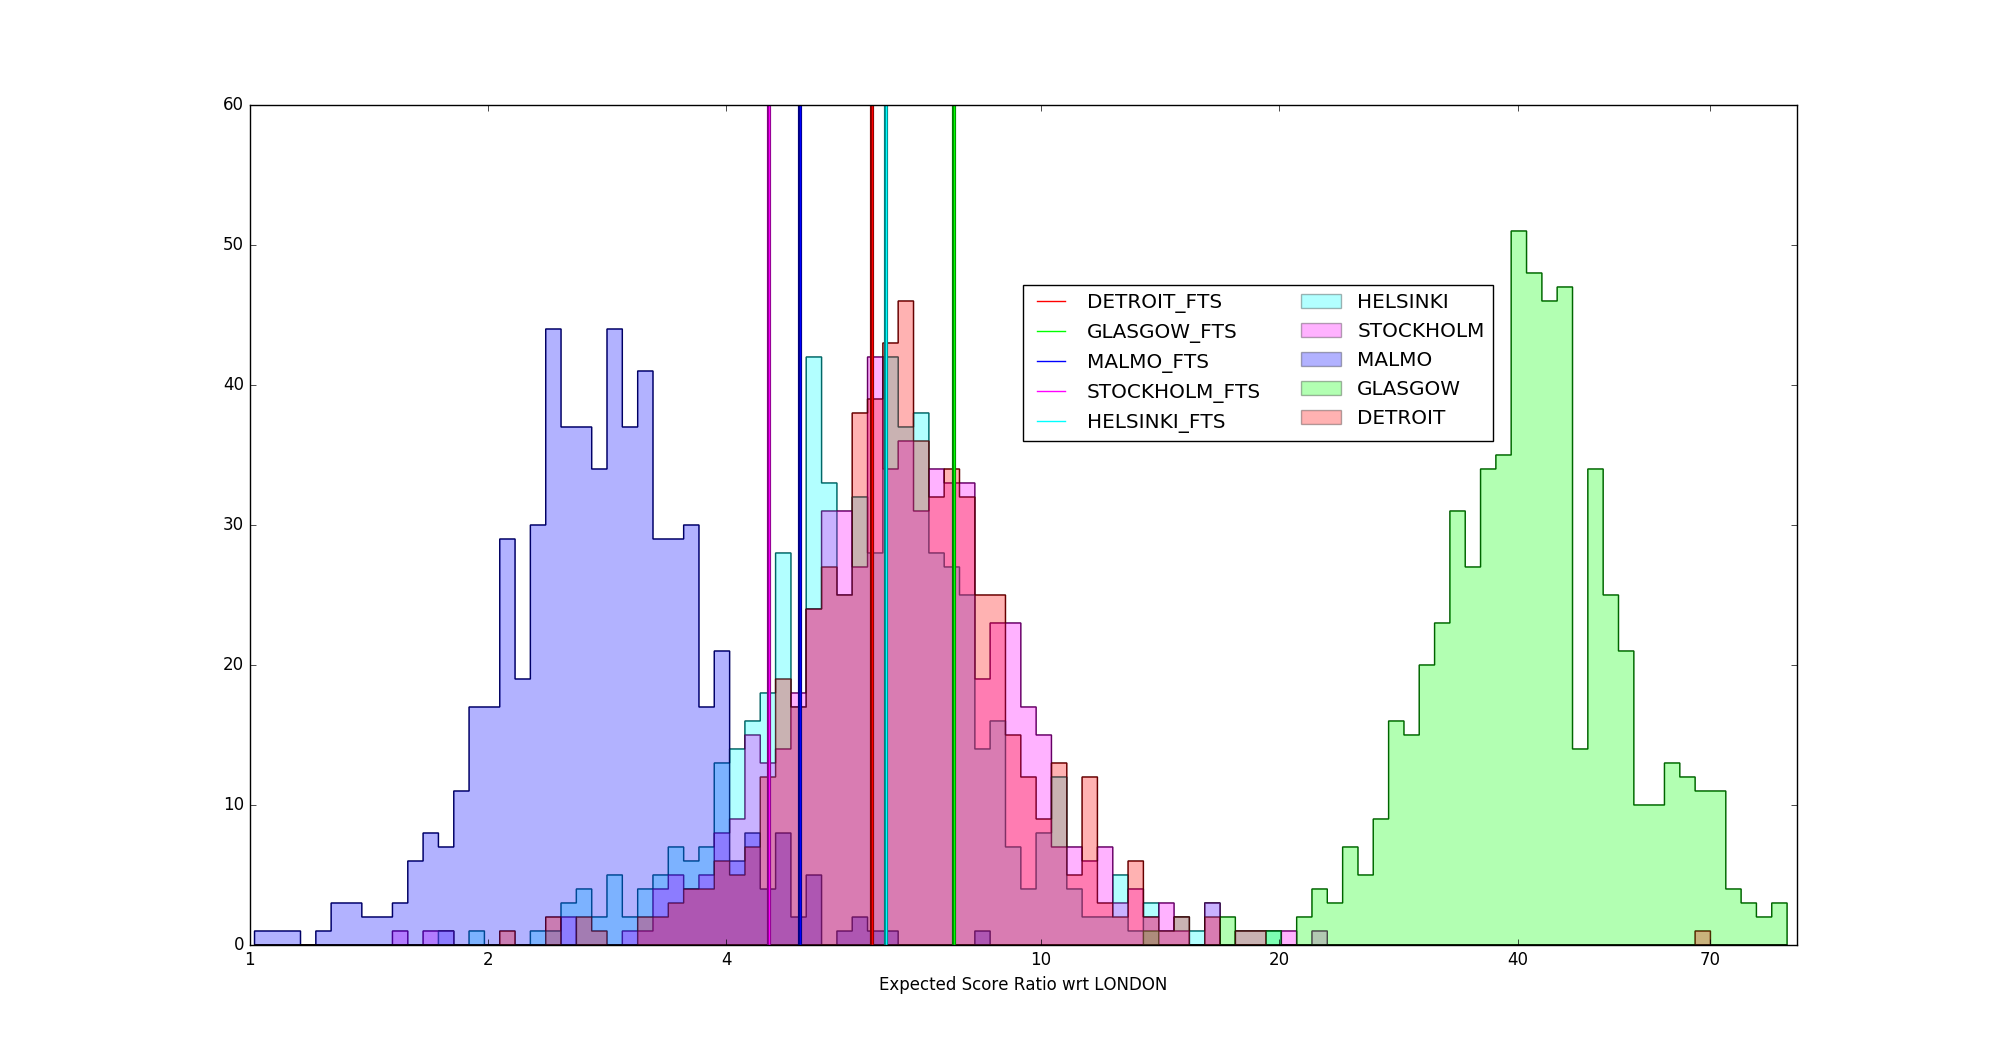 60
50
40
30
20
10
0
1 2 4 10 20 40 70
Expected Score Ratio wrt LONDON
DETROIT_FTS
GLASGOW_FTS
MALMO_FTS
STOCKHOLM_FTS
HELSINKI_FTS
HELSINKI
STOCKHOLM
MALMO
GLASGOW
DETROIT